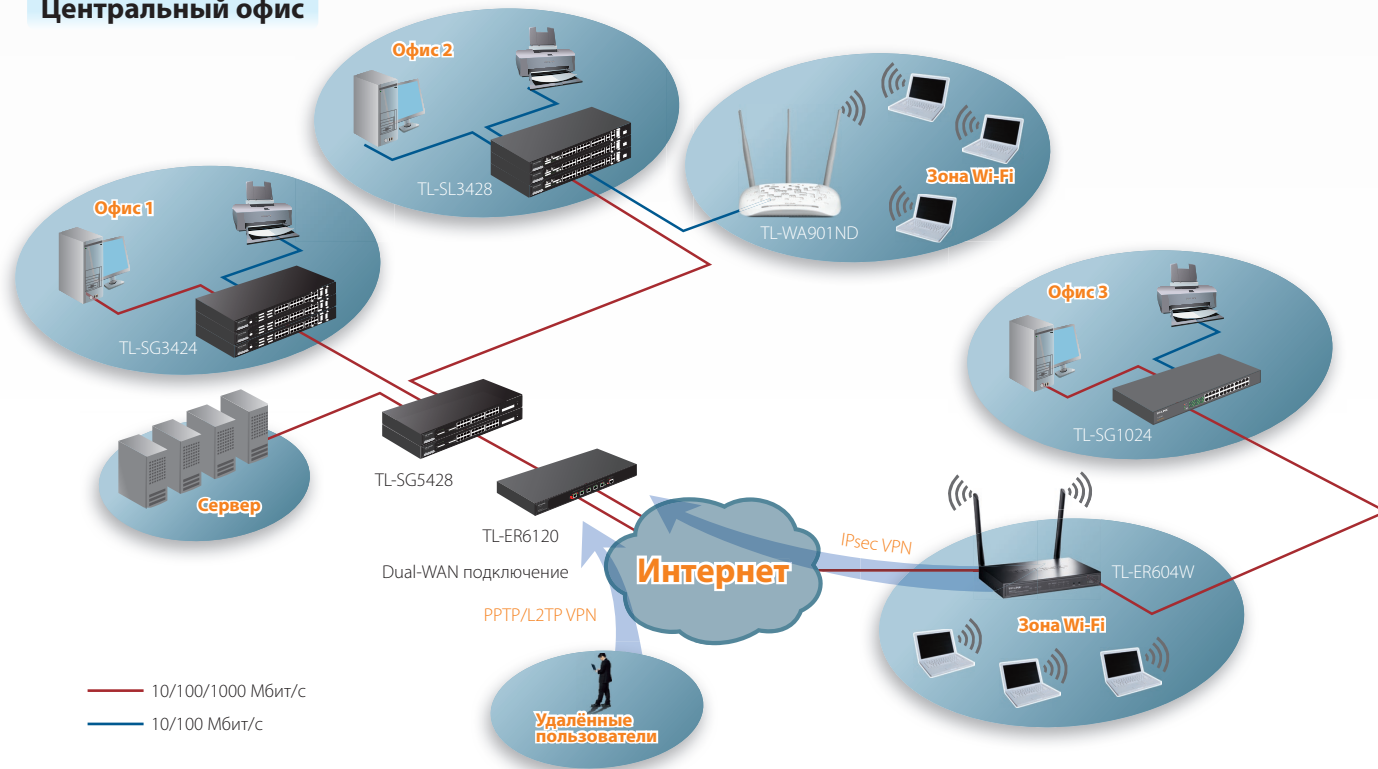 Центральный офис
Офис 2
TL-SL3428
Зона Wi-Fi
TL-WA901ND
Офис 1
TL-SG3424
Офис 3
TL-SG1024
Сервер
TL-SG5428
TL-ER6120
Dual-WAN подключение
PPTP/L2TP VPN
Интернет
IPsec VPN
TL-ER604W
Зона Wi-Fi
Удалённые
пользователи
10/100/1000 Мбит/с
10/100 Мбит/с